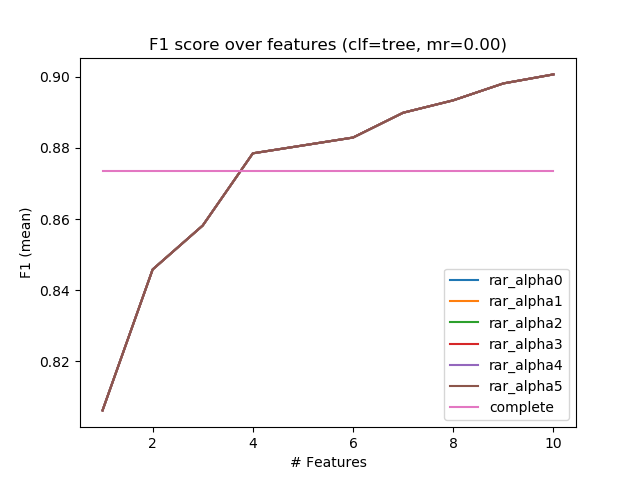 F1 score over features (clf=tree, mr=0.00)
0.90
0.88
0.86
0.84
0.82
F1 (mean)
rar_alpha0
rar_alpha1
rar_alpha2
rar_alpha3
rar_alpha4
rar_alpha5
complete
2 4 6 8 10
# Features